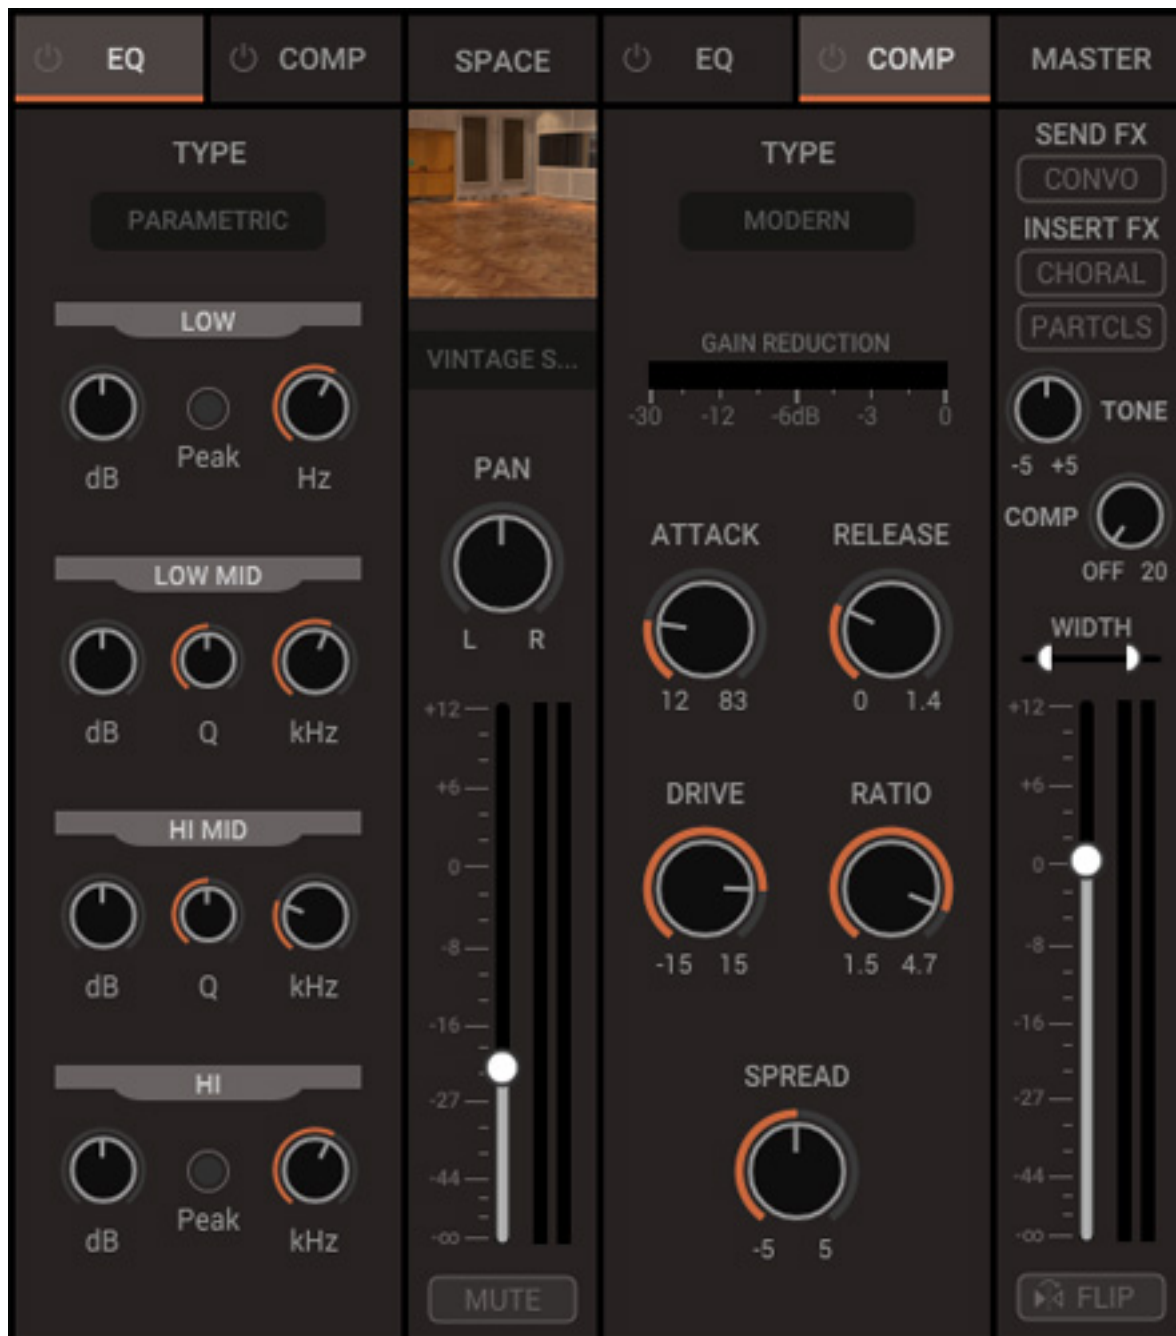 EQ
COMP
SPACE
EQ
COMP
MASTER
TYPE
PARAMETRIC
LOW
dB
Peak
Hz
LOW MID
dB
Q
kHz
HI MID
dB
Q
kHz
HI
dB
Peak
kHz
VINTAGE S...
PAN
L R
+12
+6
0
-8
-16
-27
-44
-∞
MUTE
TYPE
MODERN
GAIN REDUCTION
-30 -12 -6dB -3 0
ATTACK
12 83
RELEASE
0 1.4
DRIVE
-15 15
RATIO
1.5 4.7
SPREAD
-5 5
SEND FX
CONVO
INSERT FX
CHORAL
PARTCLS
TONE
-5 +5
COMP
OFF 20
WIDTH
+12
+6
0
-8
-16
-27
-44
-∞
FLIP